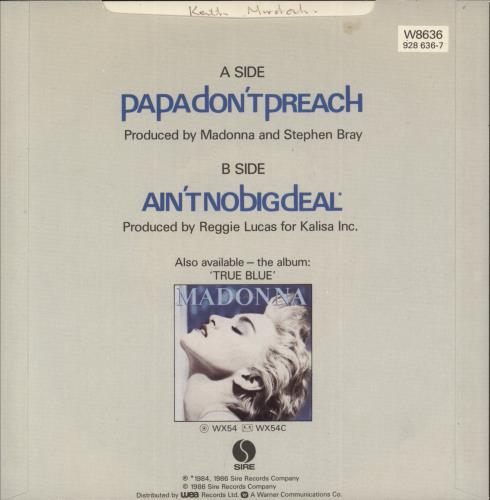 Keith Murdoch.
W8636
928 636-7
A SIDE
PAPA DON'T PREACH
Produced by Madonna and Stephen Bray
B SIDE
AIN'T NO BIG DEAL*
Produced by Reggie Lucas for Kalisa Inc.
Also available – the album:
'TRUE BLUE'
MADONNA
WX54 WX54C
SIRE
℗ *1984, 1986 Sire Records Company
© 1986 Sire Records Company
Distributed by wea Records Ltd. A Warner Communications Co.